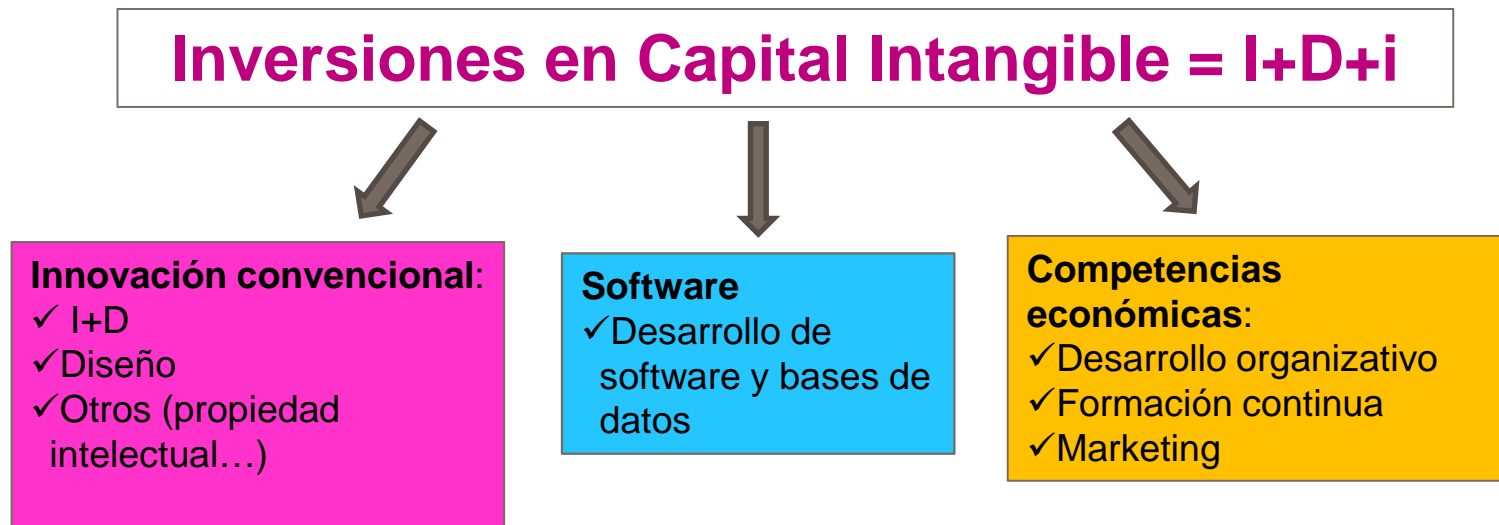 Inversiones en Capital Intangible = I+D+i
Innovación convencional:
✓ I+D
✓Diseño
✓Otros (propiedad
intelectual…)
Software
✓Desarrollo de
software y bases de
datos
Competencias
económicas:
✓Desarrollo organizativo
✓Formación continua
✓Marketing